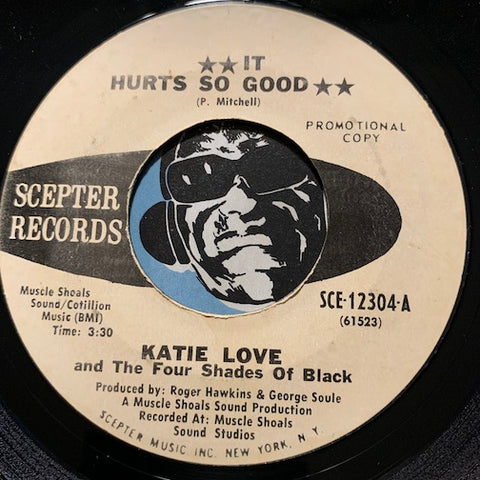 ★★ IT
HURTS SO GOOD ★★
(P. Mitchell)
PROMOTIONAL
COPY
SCEPTER
RECORDS
Muscle Shoals
Sound/Cotillion
Music (BMI)
Time: 3:30
SCE-12304-A
(61523)
KATIE LOVE
and The Four Shades Of Black
Produced by: Roger Hawkins & George Soule
A Muscle Shoals Sound Production
Recorded At: Muscle Shoals
Sound Studios
SCEPTER MUSIC INC. NEW YORK, N. Y.